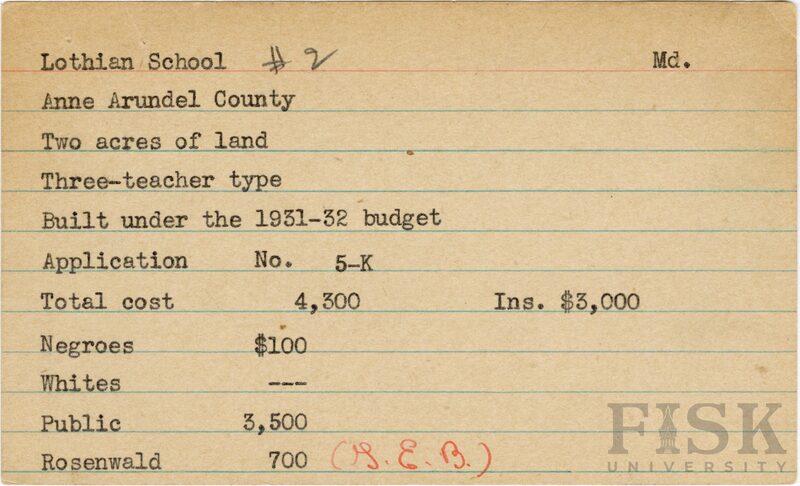 Lothian School # 2 Md.
Anne Arundel County
Two acres of land
Three-teacher type
Built under the 1931-32 budget
Application No. 5-K
Total cost 4,300 Ins. $3,000
Negroes $100
Whites ---
Public 3,500
Rosenwald 700 (G.E.B.)
FISK
UNIVERSITY